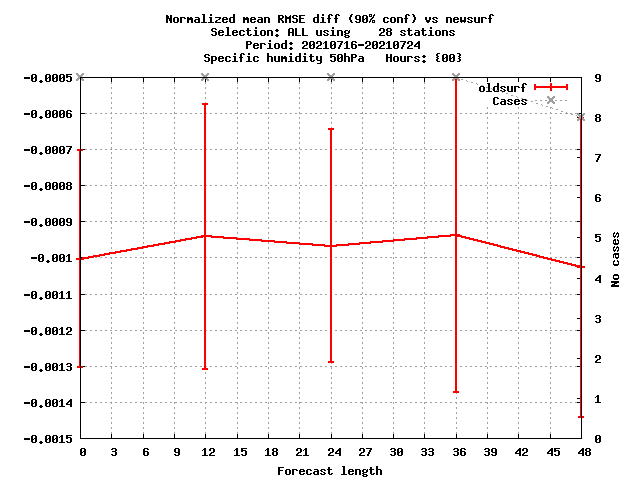 Normalized mean RMSE diff (90% conf) vs newsurf
Selection: ALL using    28 stations
Period: 20210716-20210724
Specific humidity 50hPa   Hours: {00}
oldsurf
Cases
-0.0005
-0.0006
-0.0007
-0.0008
-0.0009
-0.001
-0.0011
-0.0012
-0.0013
-0.0014
-0.0015
9
8
7
6
5
4
3
2
1
0
No cases
0 3 6 9 12 15 18 21 24 27 30 33 36 39 42 45 48
Forecast length